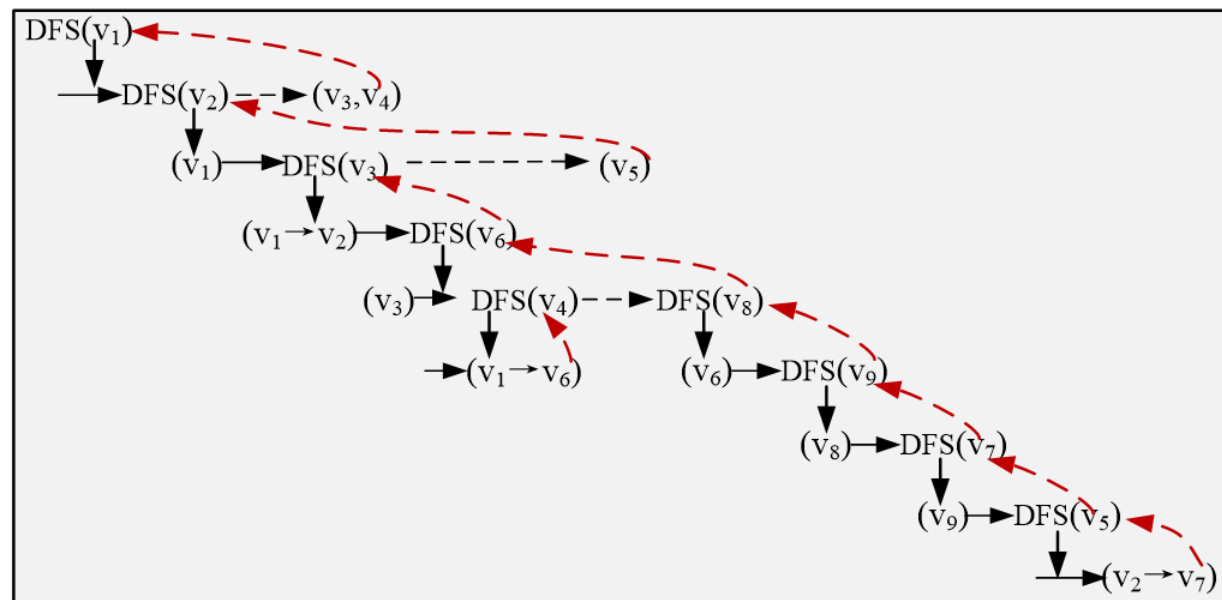 DFS(v₁)
DFS(v₂) (v₃,v₄)
(v₁) DFS(v₃) (v₅)
(v₁→v₂) DFS(v₆)
(v₃) DFS(v₄) DFS(v₈)
(v₁→v₆) (v₆) DFS(v₉)
(v₈) DFS(v₇)
(v₉) DFS(v₅)
(v₂→v₇)